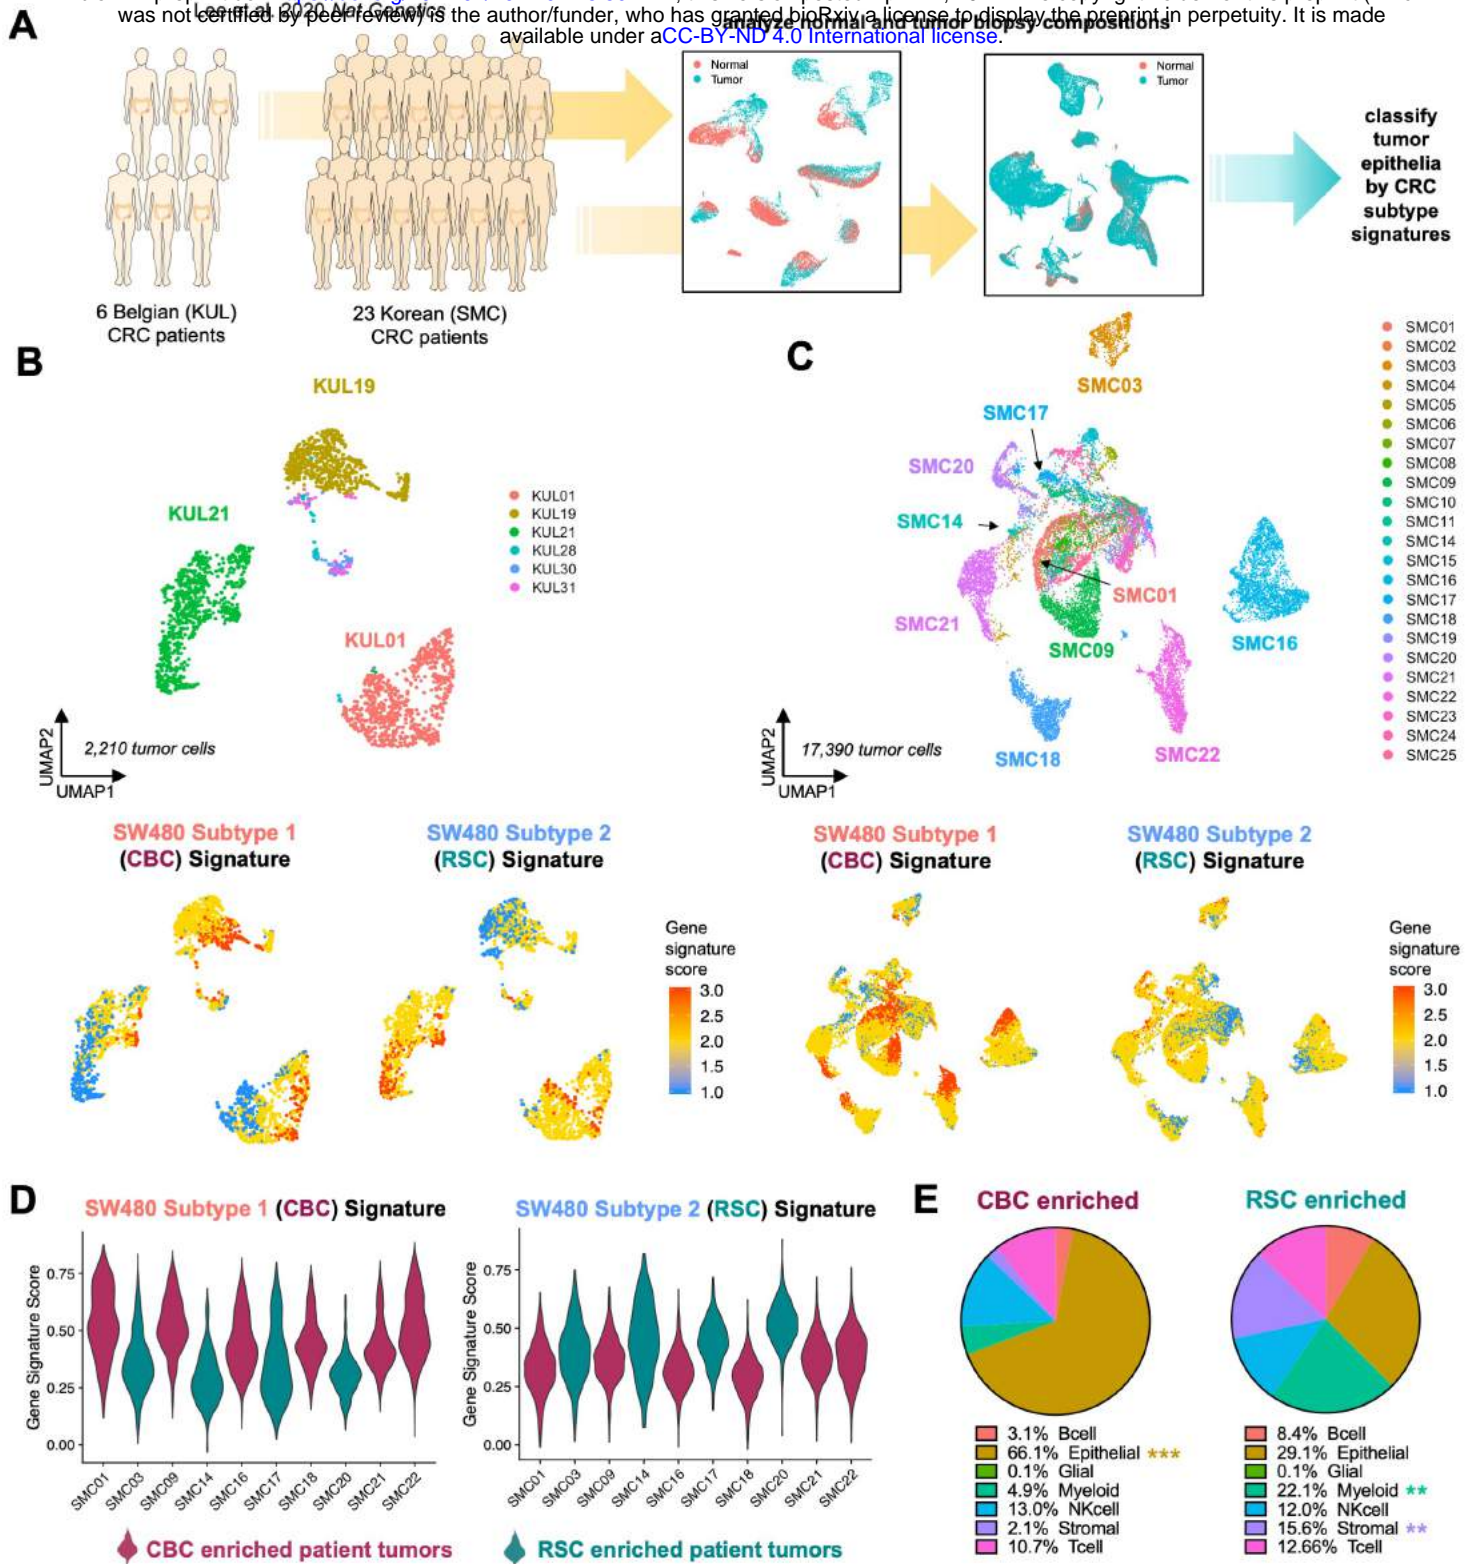 was not certified by peer review) is the author/funder, who has granted bioRxiv a license to display the preprint in perpetuity. It is made
available under aCC-BY-ND 4.0 International license.
Lee et al. 2020 Nat Genetics
analyze normal and tumor biopsy compositions
A
Normal
Tumor
Normal
Tumor
classify
tumor
epithelia
by CRC
subtype
signatures
6 Belgian (KUL)
CRC patients
23 Korean (SMC)
CRC patients
B
KUL19
KUL21
KUL01
KUL01
KUL19
KUL21
KUL28
KUL30
KUL31
UMAP2
2,210 tumor cells
UMAP1
C
SMC03
SMC17
SMC20
SMC14
SMC01
SMC21
SMC09
SMC16
SMC18
SMC22
UMAP2
17,390 tumor cells
UMAP1
SMC01
SMC02
SMC03
SMC04
SMC05
SMC06
SMC07
SMC08
SMC09
SMC10
SMC11
SMC14
SMC15
SMC16
SMC17
SMC18
SMC19
SMC20
SMC21
SMC22
SMC23
SMC24
SMC25
SW480 Subtype 1
(CBC) Signature
SW480 Subtype 2
(RSC) Signature
Gene
signature
score
3.0
2.5
2.0
1.5
1.0
SW480 Subtype 1
(CBC) Signature
SW480 Subtype 2
(RSC) Signature
Gene
signature
score
3.0
2.5
2.0
1.5
1.0
D
SW480 Subtype 1 (CBC) Signature
Gene Signature Score
0.75
0.50
0.25
0.00
SMC01 SMC03 SMC09 SMC14 SMC16 SMC17 SMC18 SMC20 SMC21 SMC22
SW480 Subtype 2 (RSC) Signature
Gene Signature Score
0.75
0.50
0.25
0.00
SMC01 SMC03 SMC09 SMC14 SMC16 SMC17 SMC18 SMC20 SMC21 SMC22
CBC enriched patient tumors
RSC enriched patient tumors
E
CBC enriched
3.1% Bcell
66.1% Epithelial ***
0.1% Glial
4.9% Myeloid
13.0% NKcell
2.1% Stromal
10.7% Tcell
RSC enriched
8.4% Bcell
29.1% Epithelial
0.1% Glial
22.1% Myeloid **
12.0% NKcell
15.6% Stromal **
12.66% Tcell